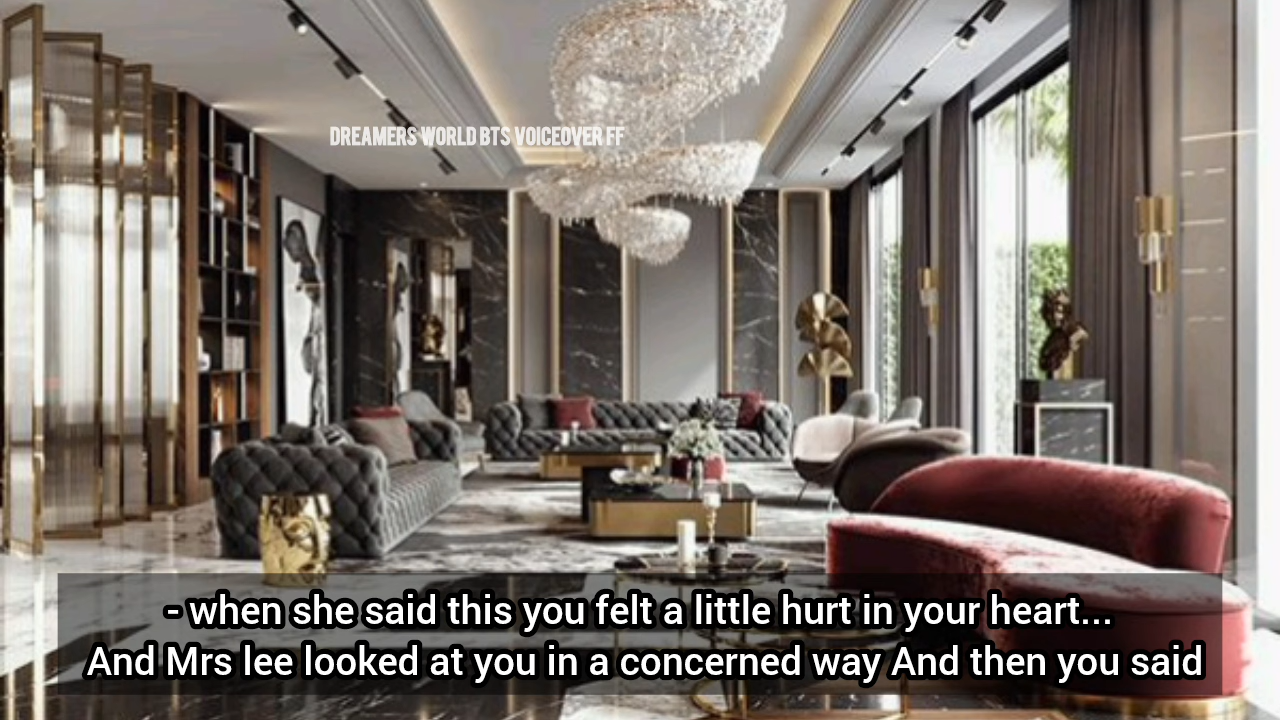 DREAMERS WORLD BTS VOICEOVER FF
- when she said this you felt a little hurt in your heart...
And Mrs lee looked at you in a concerned way And then you said